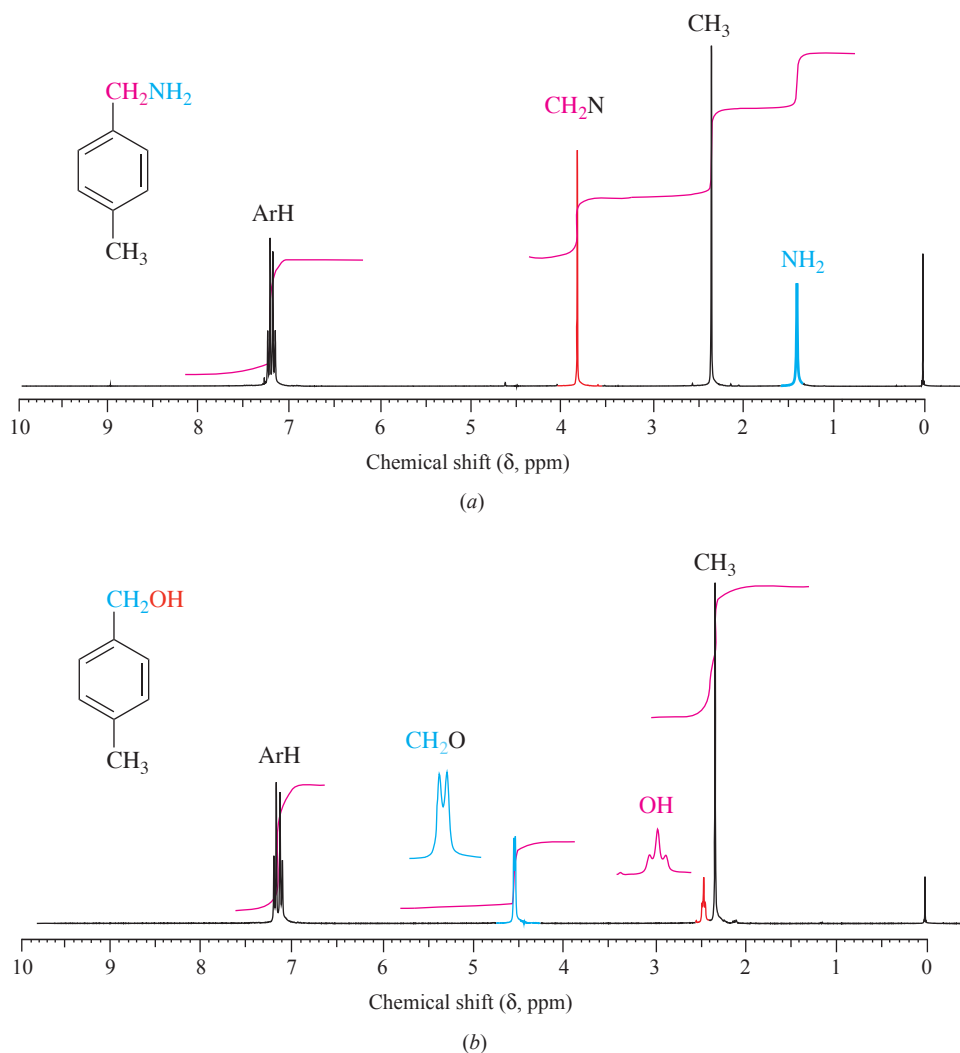 CH3
CH2NH2
CH2N
ArH
CH3
NH2
10 9 8 7 6 5 4 3 2 1 0
Chemical shift (δ, ppm)
(a)
CH3
CH2OH
CH2O
ArH
CH3
OH
10 9 8 7 6 5 4 3 2 1 0
Chemical shift (δ, ppm)
(b)